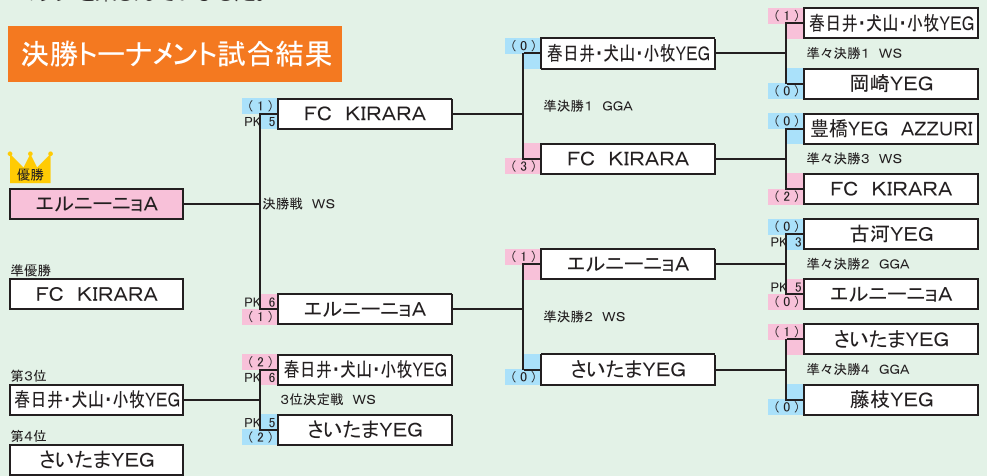 決勝トーナメント試合結果
優勝
エルニーニョA
準優勝
FC KIRARA
第3位
春日井・犬山・小牧YEG
第4位
さいたまYEG
(1)
PK 5
FC KIRARA
決勝戦 WS
PK 6
(1)
エルニーニョA
(2)
PK 6
春日井・犬山・小牧YEG
3位決定戦 WS
PK 5
(2)
さいたまYEG
(0)
春日井・犬山・小牧YEG
準決勝1 GGA
(3)
FC KIRARA
(1)
エルニーニョA
準決勝2 WS
(0)
さいたまYEG
(1)
春日井・犬山・小牧YEG
準々決勝1 WS
(0)
岡崎YEG
(0)
豊橋YEG AZZURI
準々決勝3 WS
(2)
FC KIRARA
(0)
PK 3
古河YEG
準々決勝2 GGA
PK 5
(0)
エルニーニョA
(1)
さいたまYEG
準々決勝4 GGA
(0)
藤枝YEG